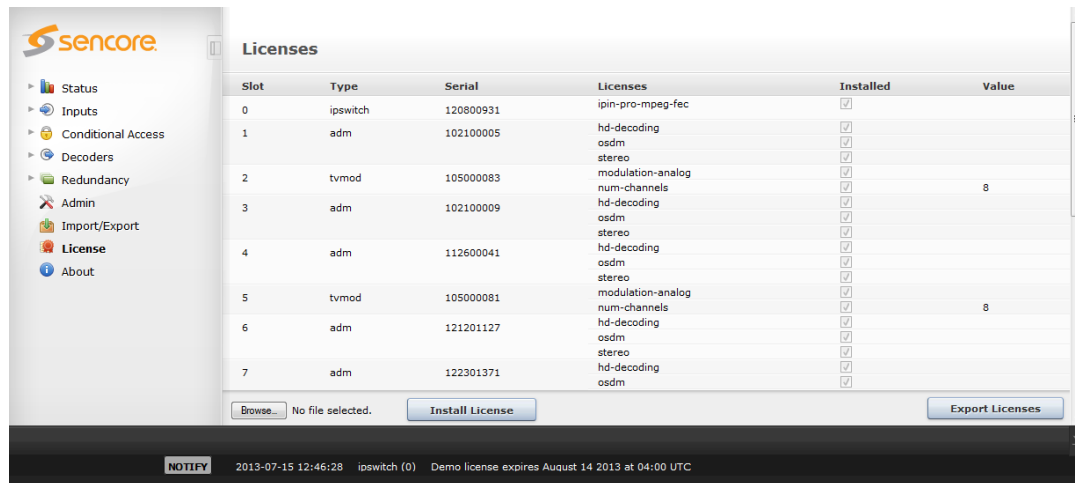 sencore
Status
Inputs
Conditional Access
Decoders
Redundancy
Admin
Import/Export
License
About
Licenses
Slot Type Serial Licenses Installed Value
0 ipswitch 120800931 ipin-pro-mpeg-fec
1 adm 102100005 hd-decoding
osdm
stereo
2 tvmod 105000083 modulation-analog
num-channels 8
3 adm 102100009 hd-decoding
osdm
stereo
4 adm 112600041 hd-decoding
osdm
stereo
5 tvmod 105000081 modulation-analog
num-channels 8
6 adm 121201127 hd-decoding
osdm
stereo
7 adm 122301371 hd-decoding
osdm
Browse... No file selected. Install License Export Licenses
NOTIFY 2013-07-15 12:46:28 ipswitch (0) Demo license expires August 14 2013 at 04:00 UTC